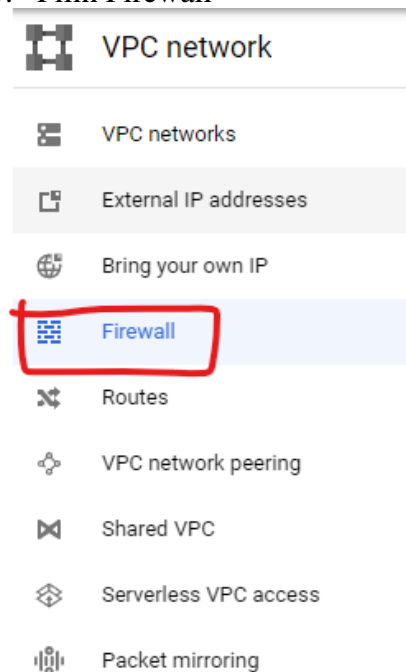 Firewall
VPC network
VPC networks
External IP addresses
Bring your own IP
Firewall
Routes
VPC network peering
Shared VPC
Serverless VPC access
Packet mirroring